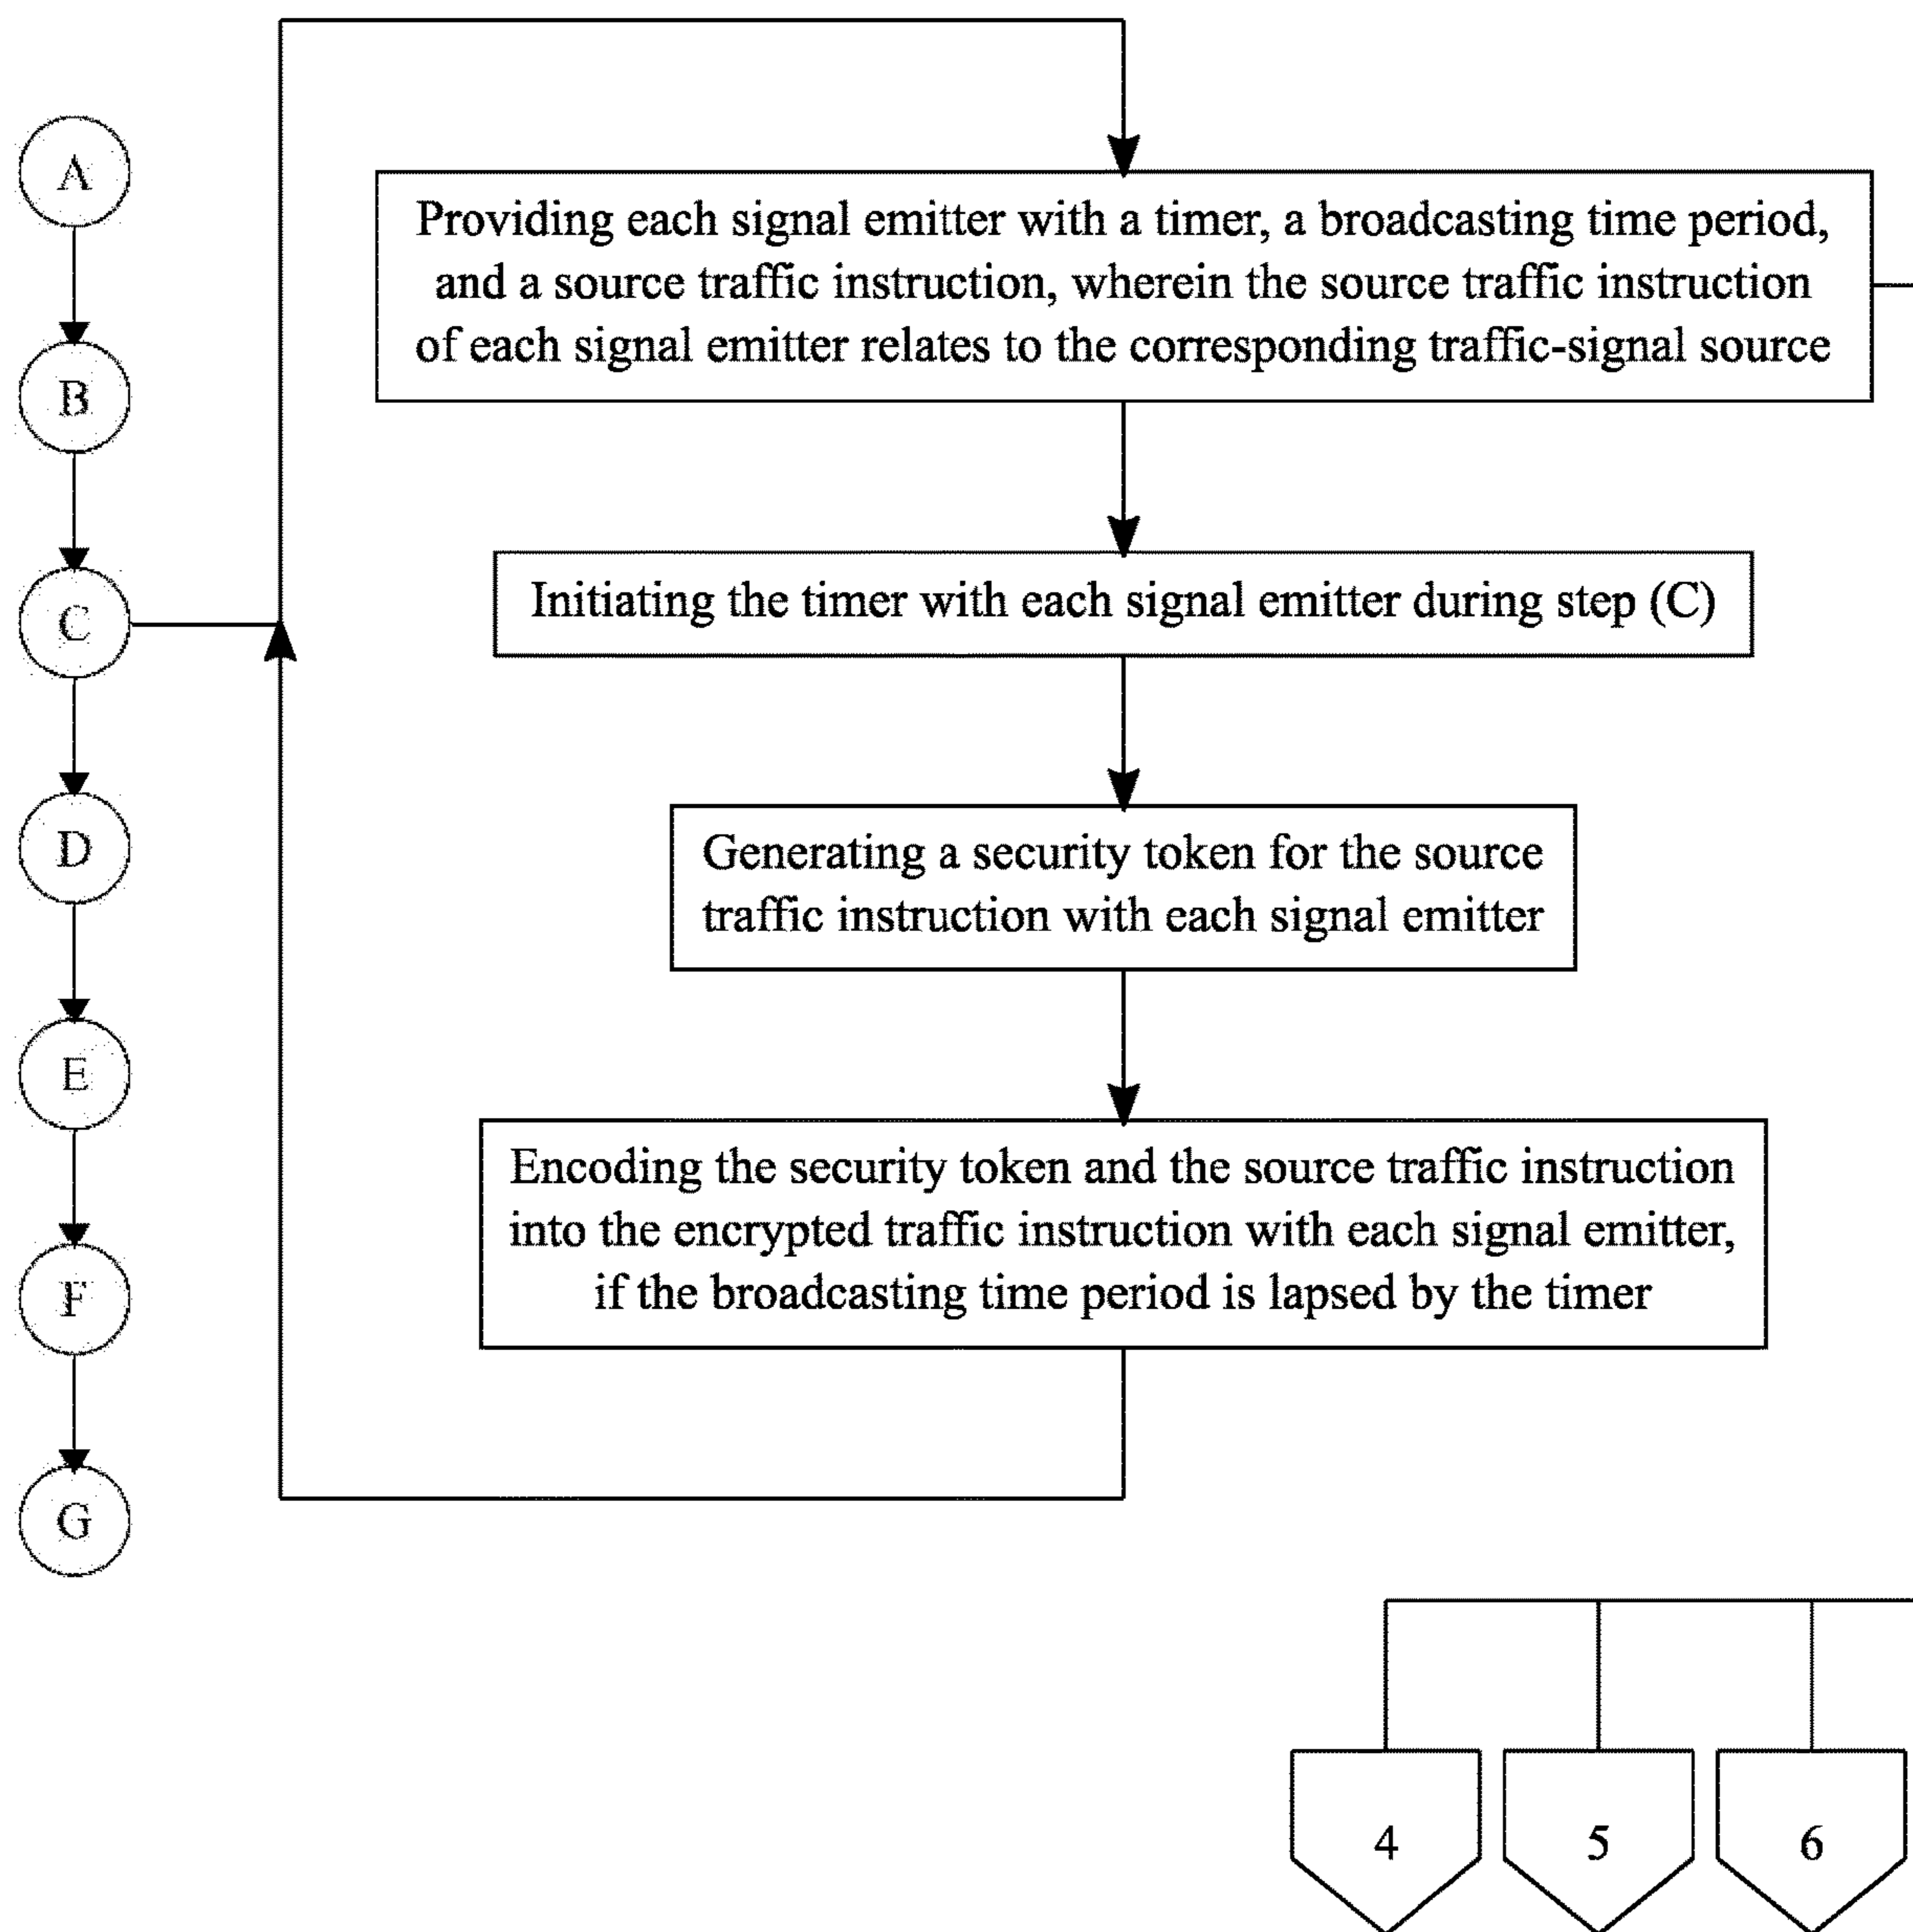 A
B
C
D
E
F
G
Providing each signal emitter with a timer, a broadcasting time period,
and a source traffic instruction, wherein the source traffic instruction
of each signal emitter relates to the corresponding traffic-signal source
Initiating the timer with each signal emitter during step (C)
Generating a security token for the source
traffic instruction with each signal emitter
Encoding the security token and the source traffic instruction
into the encrypted traffic instruction with each signal emitter,
if the broadcasting time period is lapsed by the timer
4
5
6